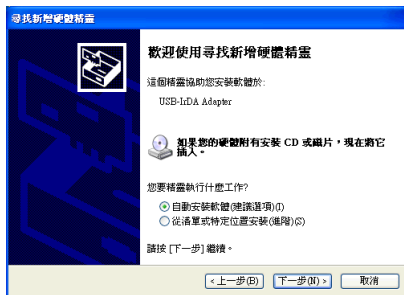 尋找新增硬體精靈
歡迎使用尋找新增硬體精靈
這個精靈協助您安裝軟體於:
USB-IrDA Adapter
如果您的硬體附有安裝 CD 或磁片，現在將它
插入。
您要精靈執行什麼工作?
自動安裝軟體(建議選項)(I)
從清單或特定位置安裝(進階)(S)
請按 [下一步] 繼續。
<上一步(B)
下一步(N)>
取消